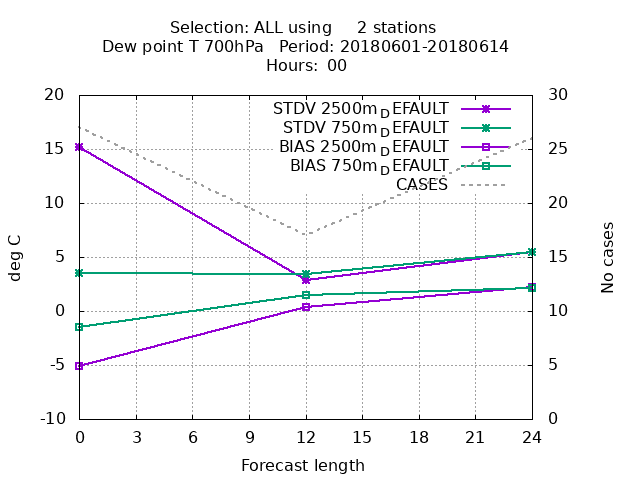 Selection: ALL using     2 stations
Dew point T 700hPa   Period: 20180601-20180614
Hours:  00
20
15
10
5
0
-5
-10
deg C
STDV 2500m_DEFAULT
STDV 750m_DEFAULT
BIAS 2500m_DEFAULT
BIAS 750m_DEFAULT
CASES
30
25
20
15
10
5
0
No cases
0 3 6 9 12 15 18 21 24
Forecast length